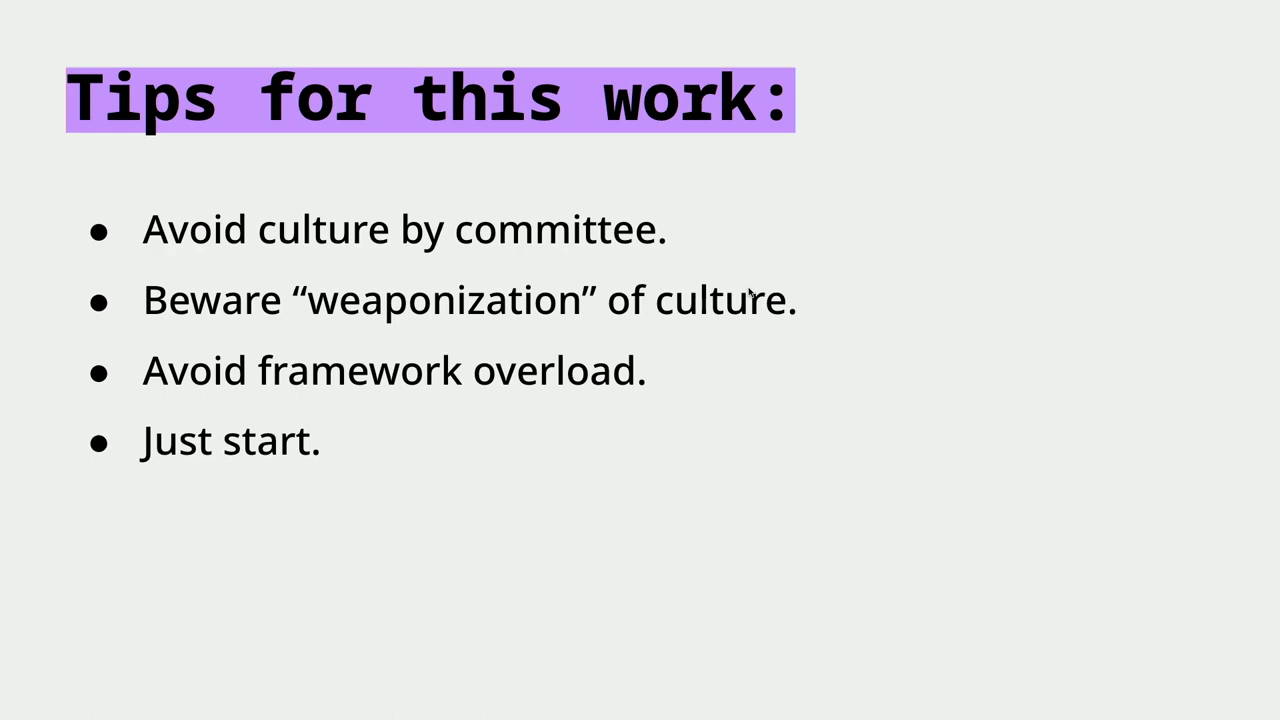 Tips for this work:
● Avoid culture by committee.
● Beware “weaponization” of culture.
● Avoid framework overload.
● Just start.